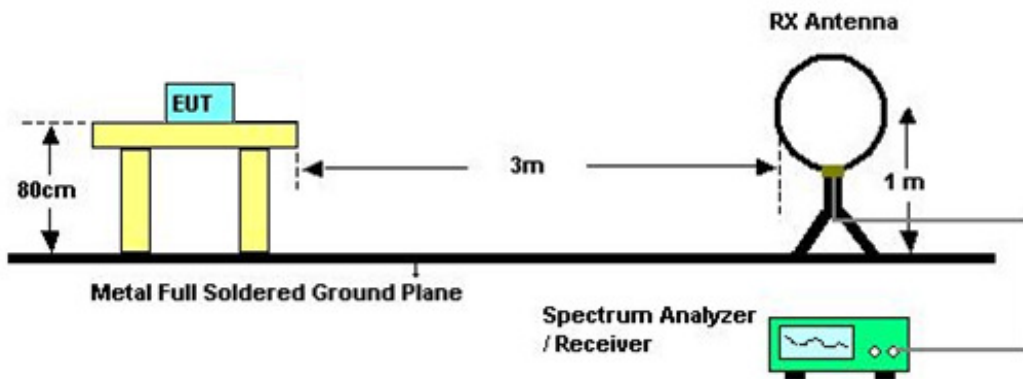 RX Antenna
EUT
80cm
3m
1 m
Metal Full Soldered Ground Plane
Spectrum Analyzer
/ Receiver